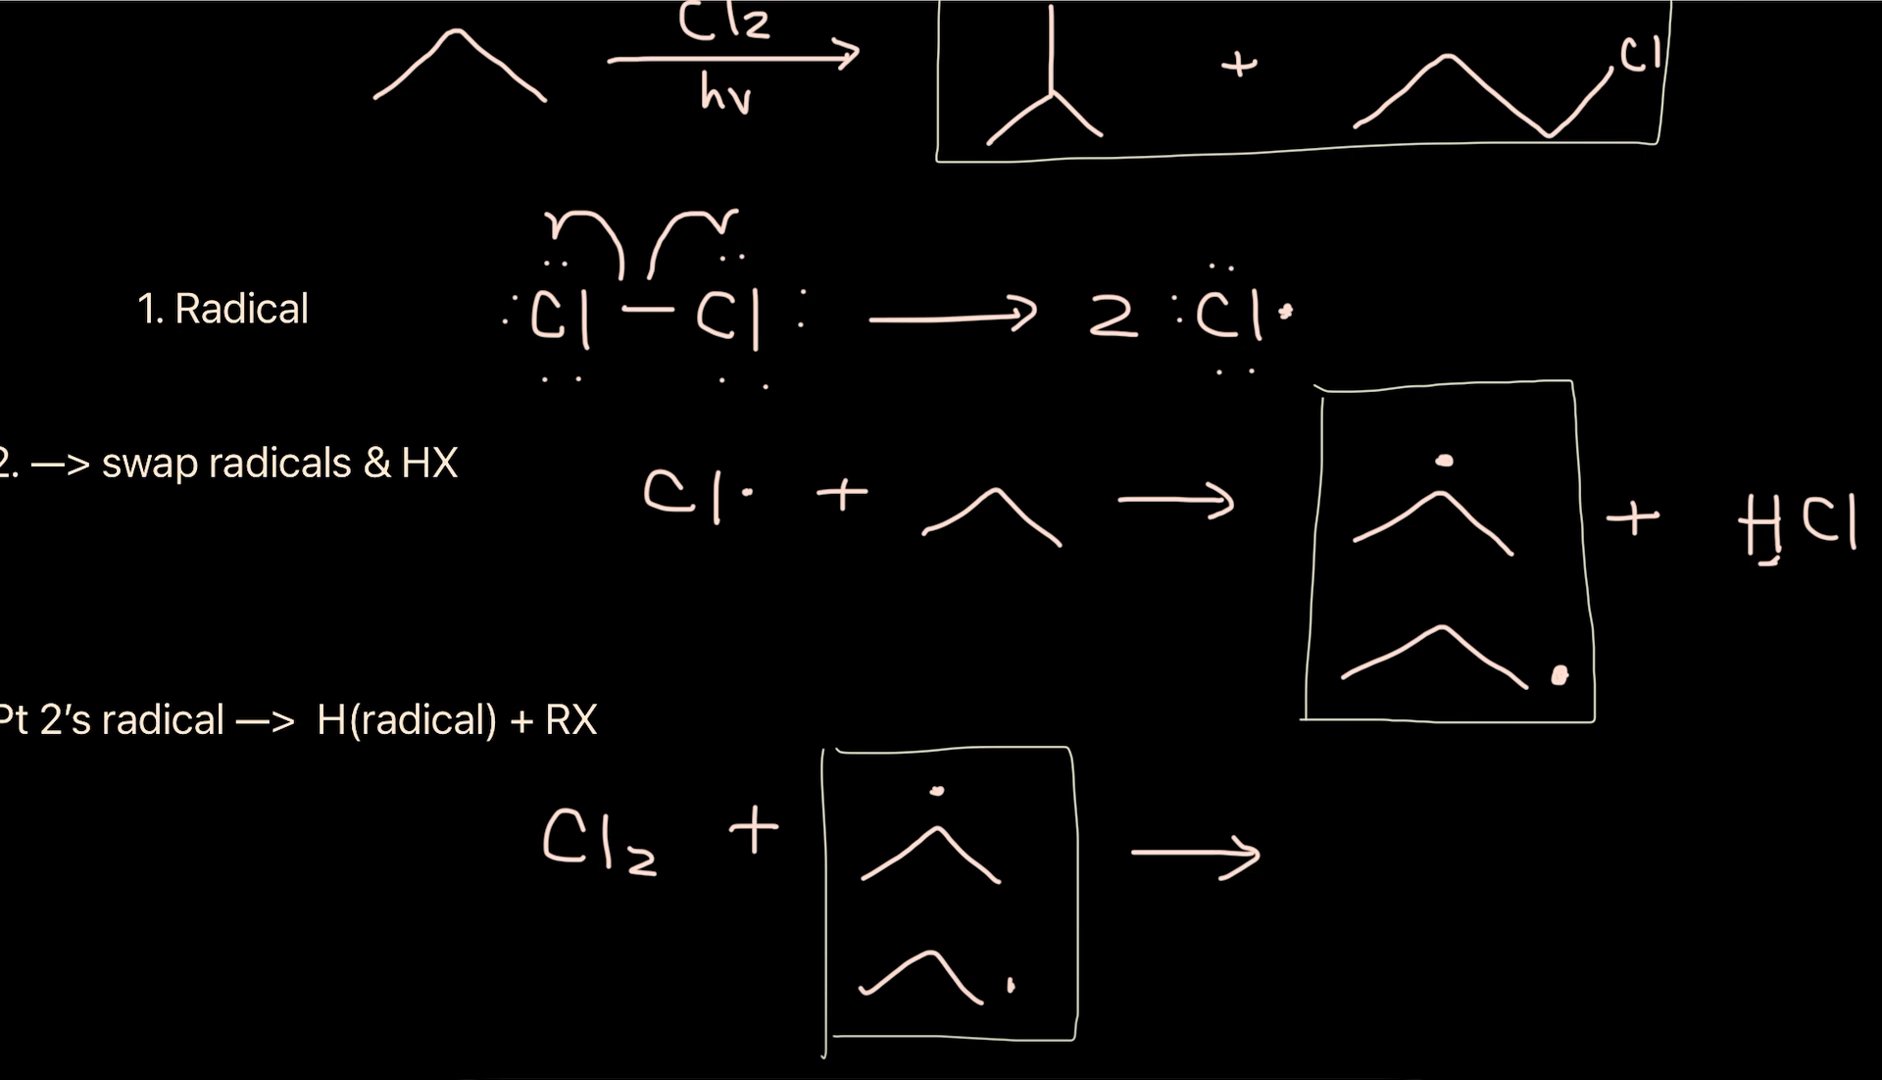 Cl2
hv
+ Cl
1. Radical
:Cl — Cl: → 2 :Cl•
2. —> swap radicals & HX
Cl• + → + HCl
Pt 2's radical —> H(radical) + RX
Cl2 + →